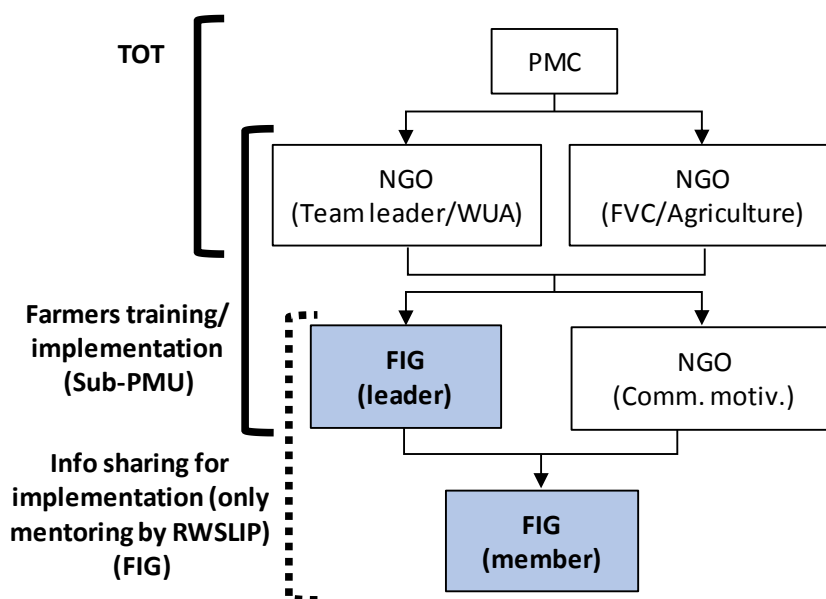 TOT
PMC
NGO
(Team leader/WUA)
NGO
(FVC/Agriculture)
Farmers training/
implementation
(Sub-PMU)
FIG
(leader)
NGO
(Comm. motiv.)
Info sharing for
implementation (only
mentoring by RWSLIP)
(FIG)
FIG
(member)